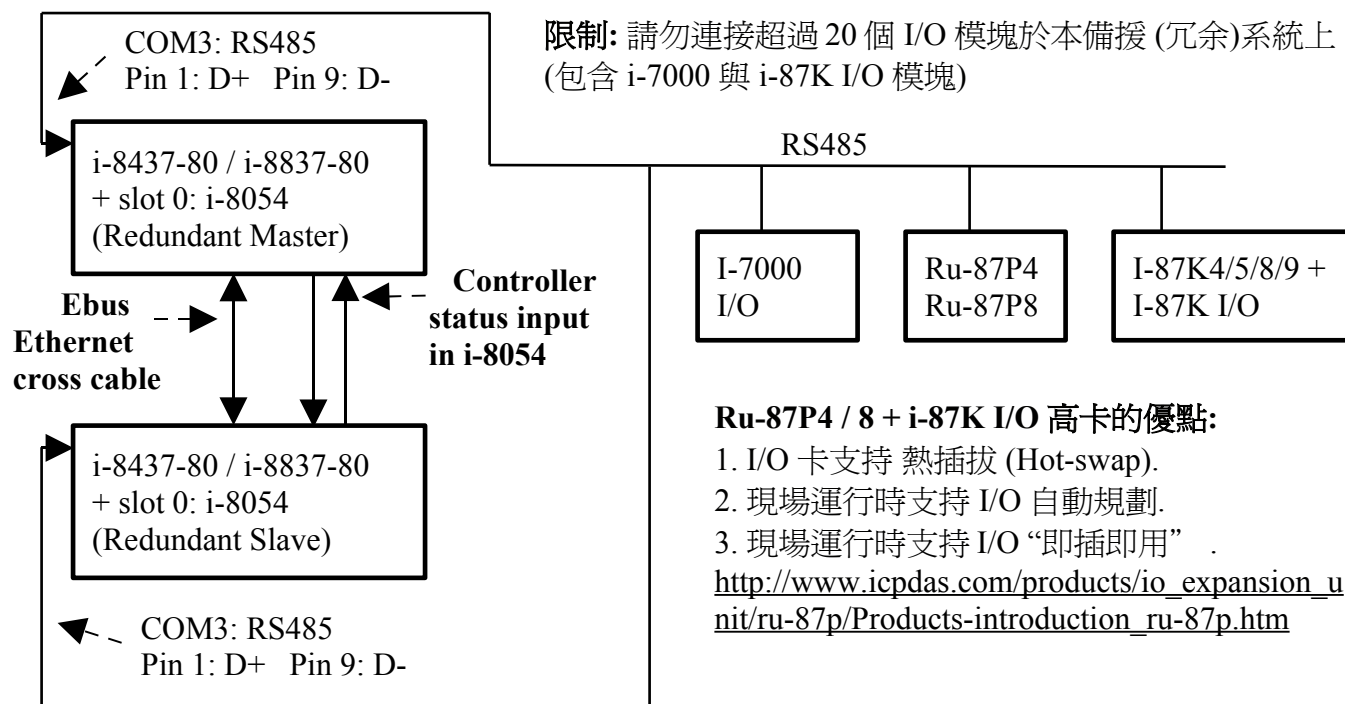 COM3: RS485
Pin 1: D+ Pin 9: D-
限制: 請勿連接超過 20 個 I/O 模塊於本備援 (冗余)系統上
(包含 i-7000 與 i-87K I/O 模塊)
i-8437-80 / i-8837-80
+ slot 0: i-8054
(Redundant Master)
RS485
I-7000
I/O
Ru-87P4
Ru-87P8
I-87K4/5/8/9 +
I-87K I/O
Ebus
Ethernet
cross cable
Controller
status input
in i-8054
i-8437-80 / i-8837-80
+ slot 0: i-8054
(Redundant Slave)
COM3: RS485
Pin 1: D+ Pin 9: D-
Ru-87P4 / 8 + i-87K I/O 高卡的優點:
1. I/O 卡支持 熱插拔 (Hot-swap).
2. 現場運行時支持 I/O 自動規劃.
3. 現場運行時支持 I/O “即插即用” .
http://www.icpdas.com/products/io_expansion_u
nit/ru-87p/Products-introduction_ru-87p.htm